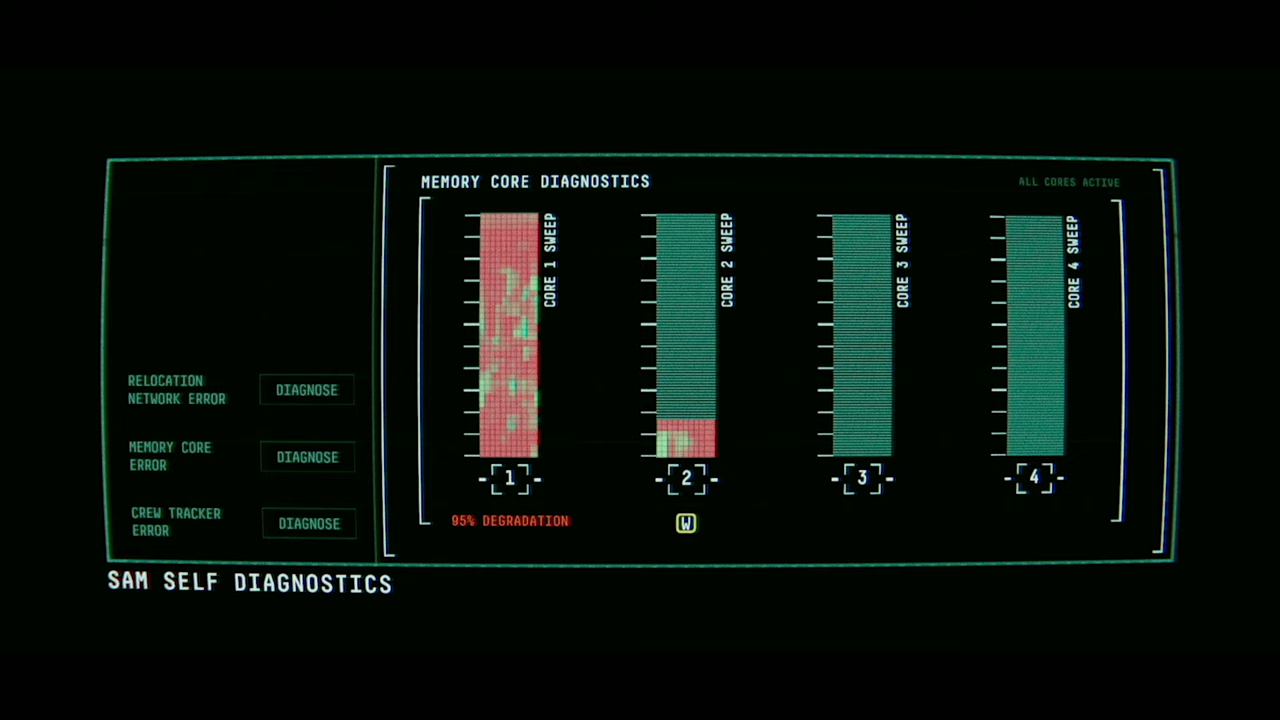 MEMORY CORE DIAGNOSTICS
ALL CORES ACTIVE
CORE 1 SWEEP
CORE 2 SWEEP
CORE 3 SWEEP
CORE 4 SWEEP
RELOCATION
NETWORK ERROR
DIAGNOSE
MEMORY CORE
ERROR
DIAGNOSE
CREW TRACKER
ERROR
DIAGNOSE
1
2
3
4
95% DEGRADATION
W
SAM SELF DIAGNOSTICS